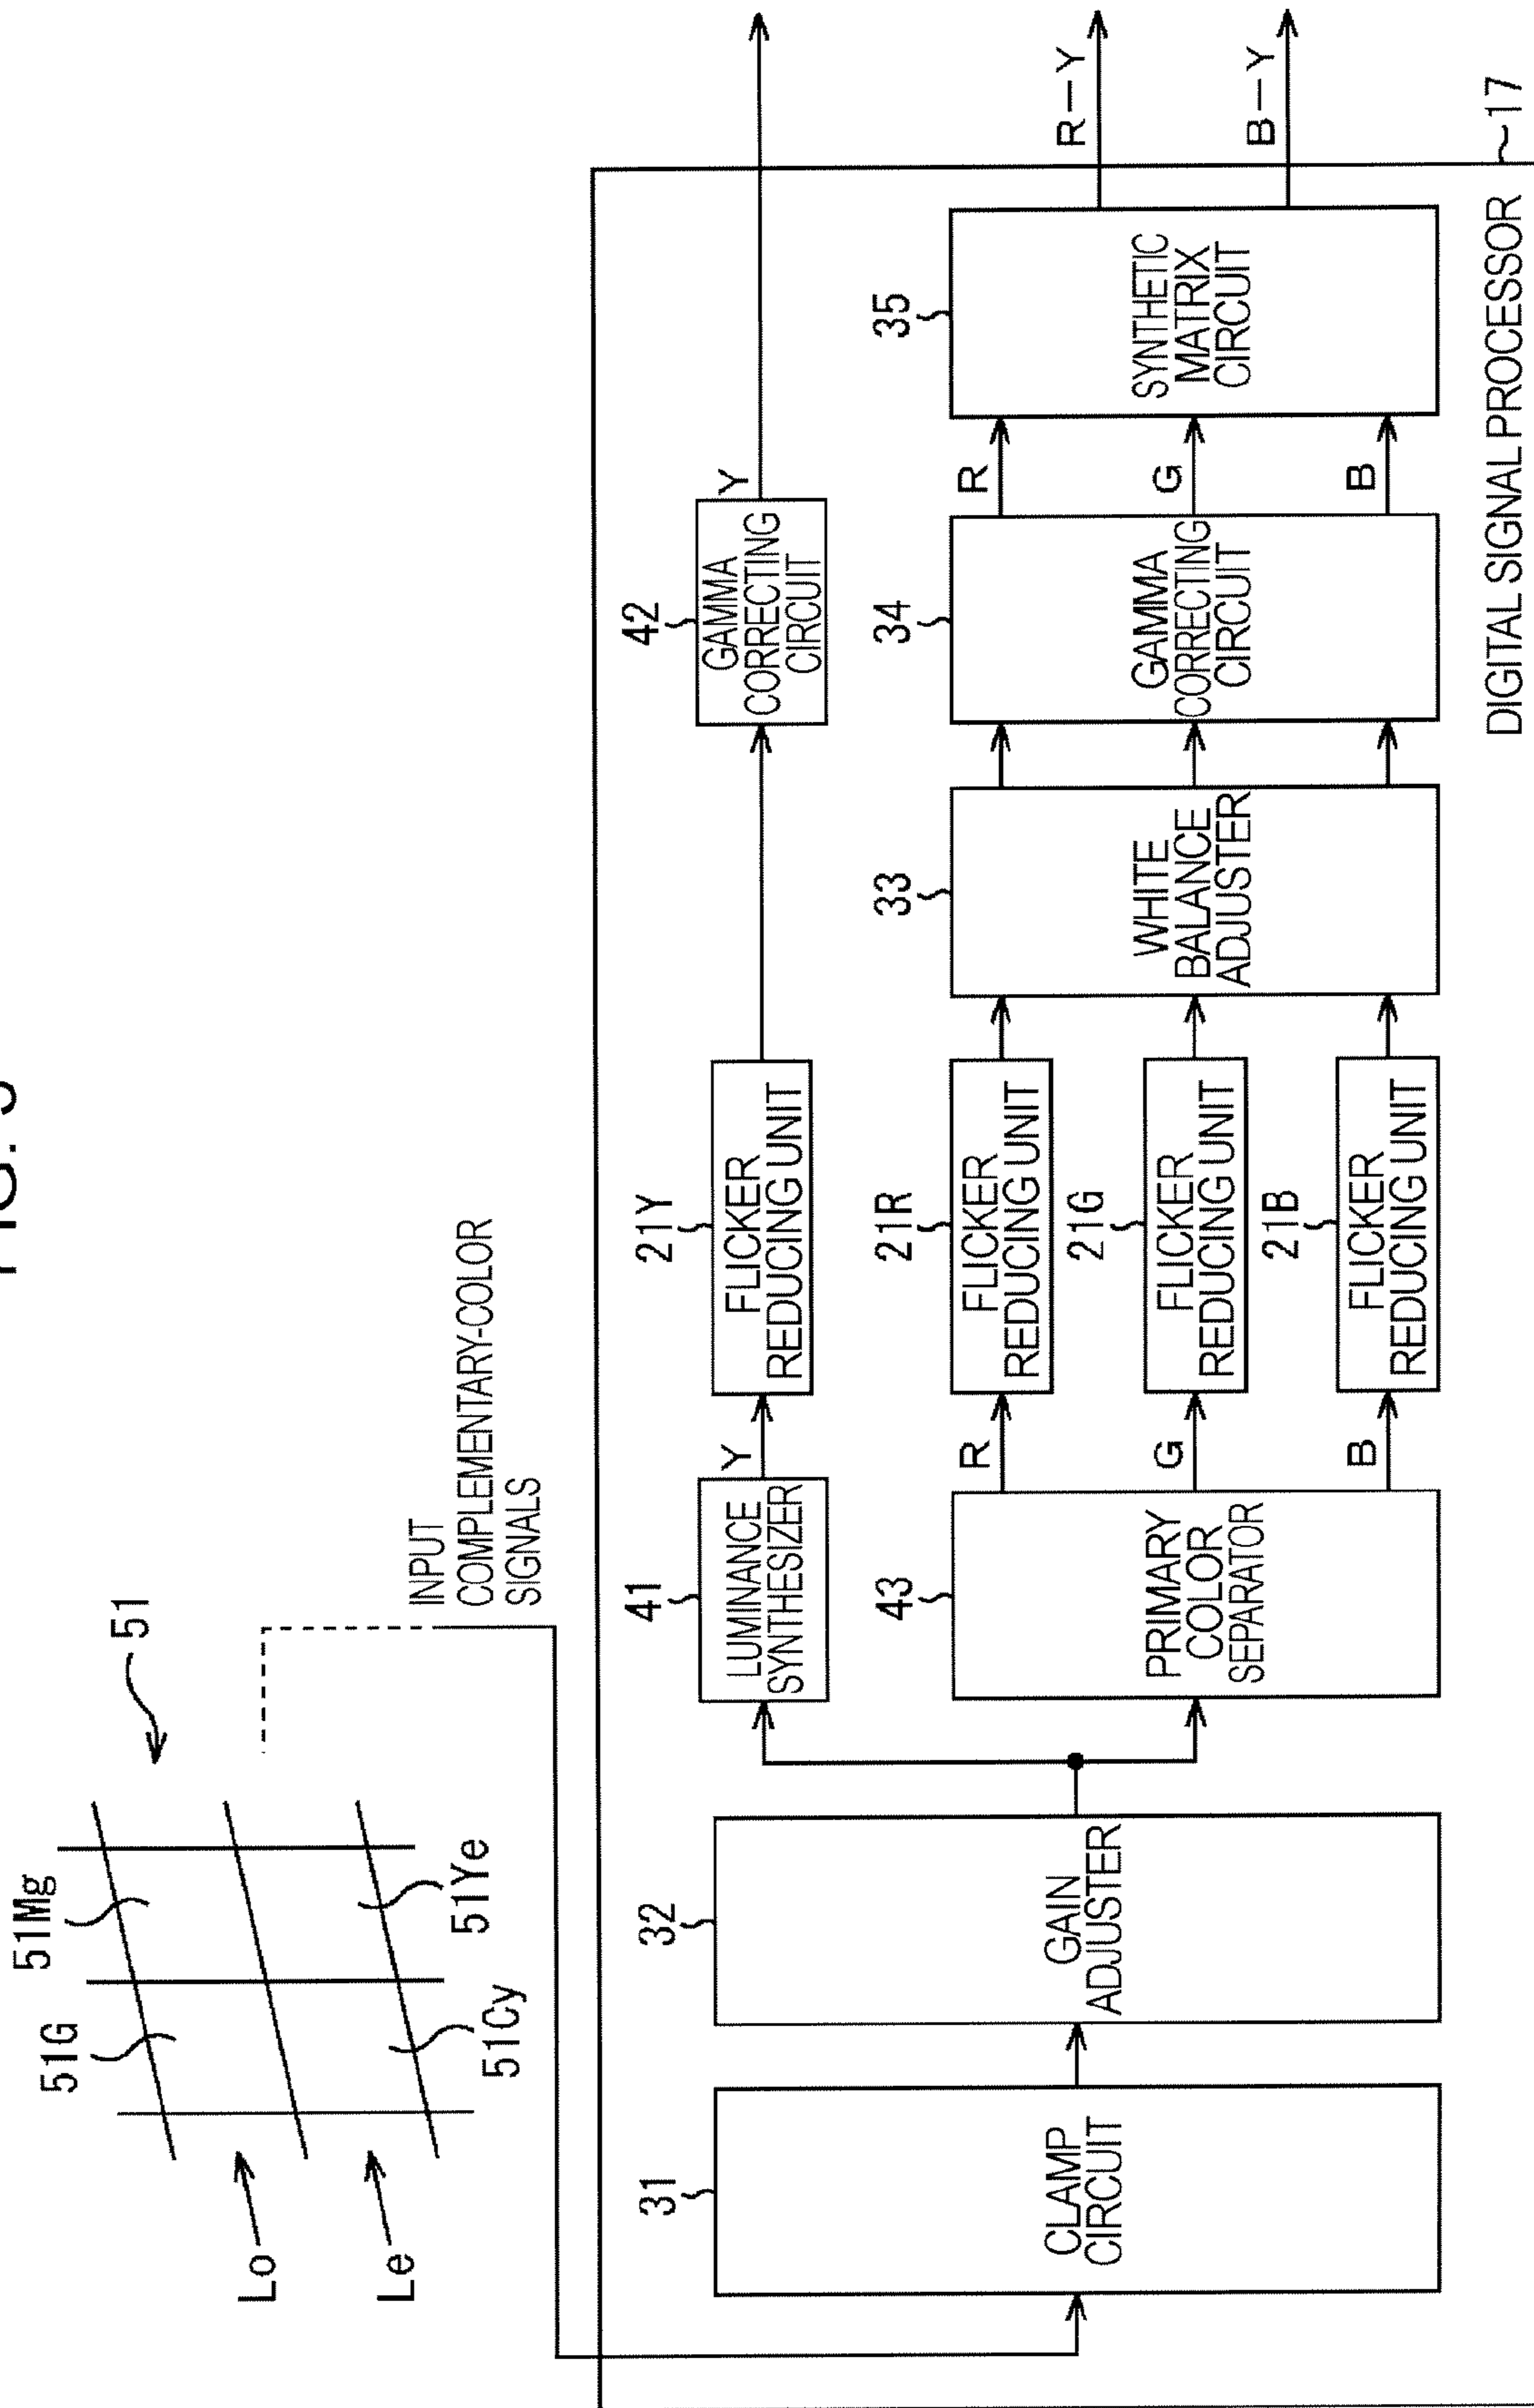 FIG.
51G
51Mg
51
Lo
Le
51Cy
51Ye
INPUT
COMPLEMENTARY-COLOR
SIGNALS
31
CLAMP
CIRCUIT
32
GAIN
ADJUSTER
41
LUMINANCE
SYNTHESIZER
Y
21Y
FLICKER
REDUCING UNIT
42
GAMMA
CORRECTING
CIRCUIT
Y
43
PRIMARY
COLOR
SEPARATOR
R
G
B
21R
FLICKER
REDUCING UNIT
21G
FLICKER
REDUCING UNIT
21B
FLICKER
REDUCING UNIT
33
WHITE
BALANCE
ADJUSTER
34
GAMMA
CORRECTING
CIRCUIT
R
G
B
35
SYNTHETIC
MATRIX
CIRCUIT
R-Y
B-Y
DIGITAL SIGNAL PROCESSOR
17